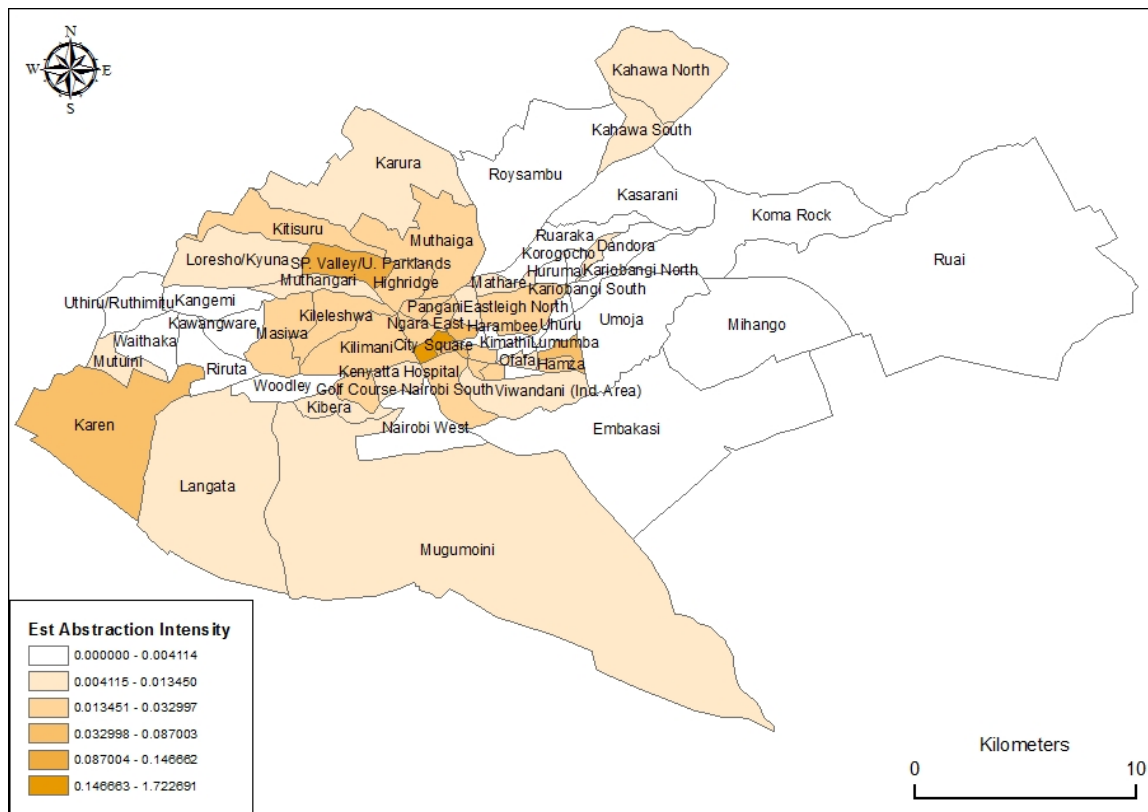 N
W E
S
Kahawa North
Kahawa South
Karura
Roysambu
Kasarani
Koma Rock
Kitisuru
Muthaiga
Ruaraka
Dandora
Korogocho
Ruai
Loresho/Kyuna
SP. Valley/U. Parklands
Huruma
Kariobangi North
Muthangari
Highridge
Mathare
Kariobangi South
Uthiru/Ruthimitu
Kangemi
Kileleshwa
Pangani
Eastleigh North
Kawangware
Masiwa
Ngara East
Harambee
Uhuru
Umoja
Mihango
Waithaka
Kilimani
City Square
Kimathi
Lumumba
Mutuini
Riruta
Kenyatta Hospital
Ofafa
Hamza
Woodley
Golf Course
Nairobi South
Viwandani (Ind. Area)
Kibera
Karen
Nairobi West
Embakasi
Langata
Mugumoini
Est Abstraction Intensity
0.000000 - 0.004114
0.004115 - 0.013450
0.013451 - 0.032997
0.032998 - 0.087003
0.087004 - 0.146662
0.146663 - 1.722691
Kilometers
0 10